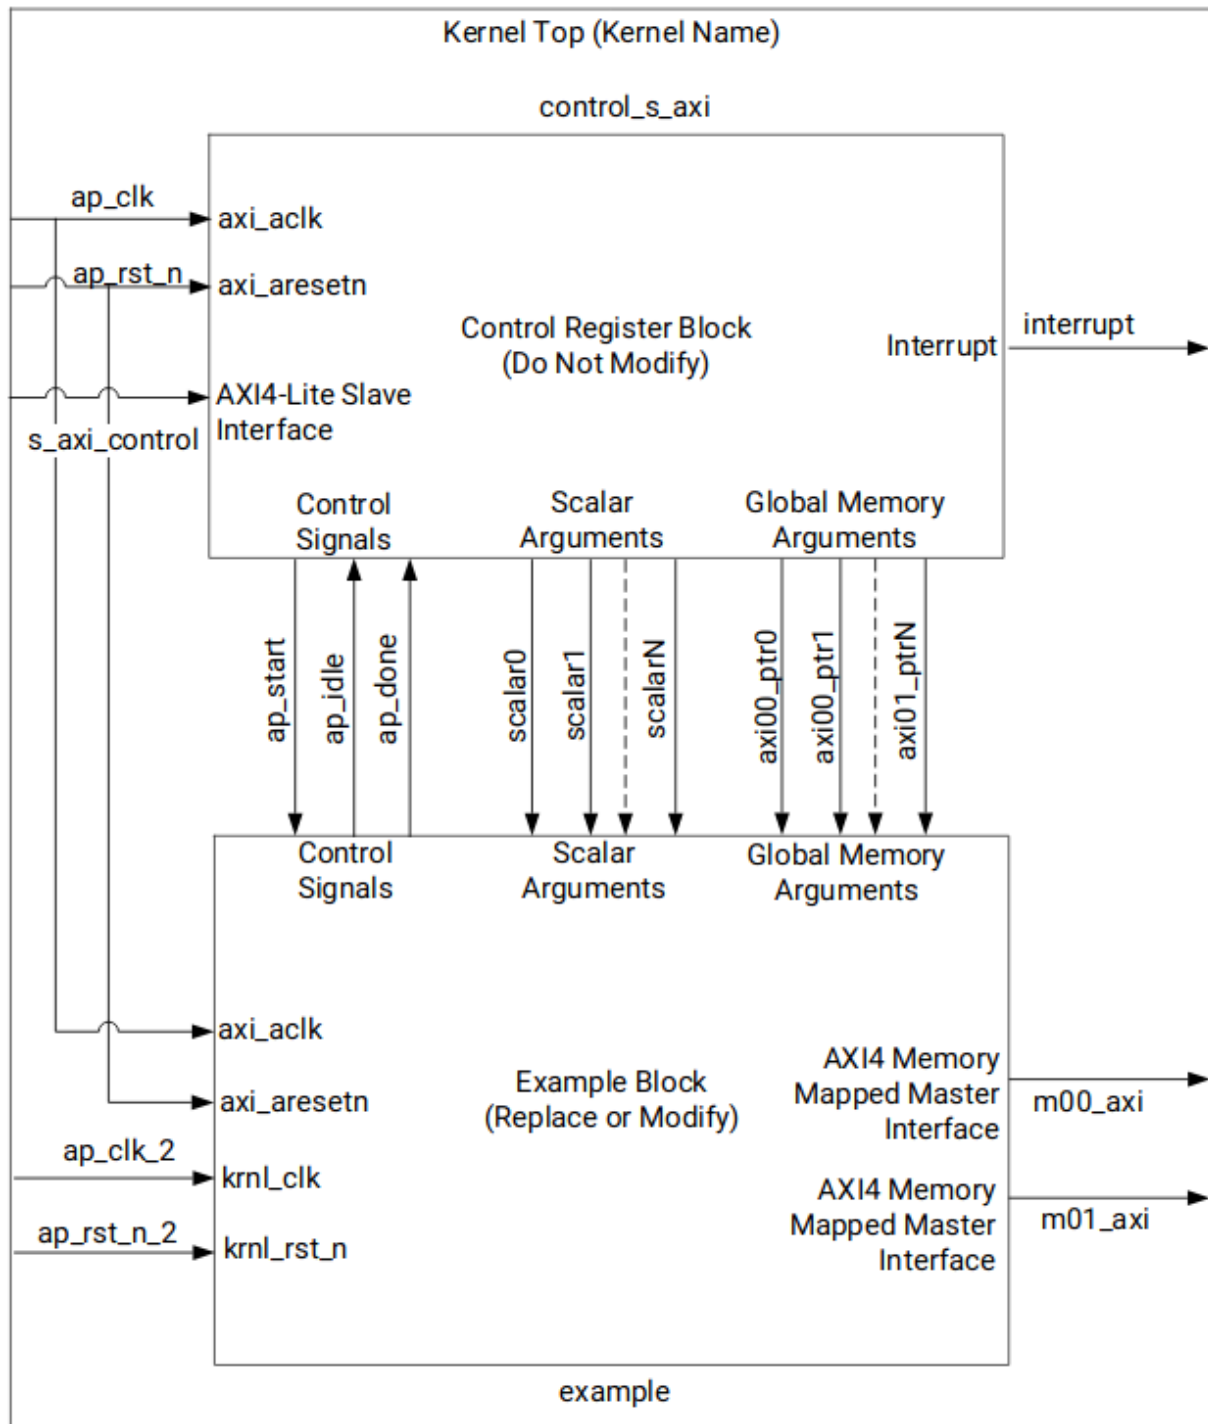 Kernel Top (Kernel Name)
control_s_axi
ap_clk
axi_aclk
ap_rst_n
axi_aresetn
Control Register Block
(Do Not Modify)
Interrupt
interrupt
AXI4-Lite Slave
Interface
s_axi_control
Control
Signals
Scalar
Arguments
Global Memory
Arguments
ap_start
ap_idle
ap_done
scalar0
scalar1
scalarN
axi00_ptr0
axi00_ptr1
axi01_ptrN
Control
Signals
Scalar
Arguments
Global Memory
Arguments
axi_aclk
axi_aresetn
Example Block
(Replace or Modify)
AXI4 Memory
Mapped Master
Interface
m00_axi
ap_clk_2
krnl_clk
ap_rst_n_2
krnl_rst_n
AXI4 Memory
Mapped Master
Interface
m01_axi
example